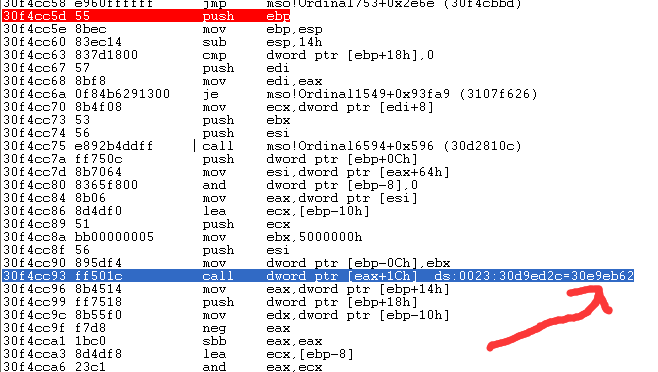 30f4cc58 e960ffffff jmp mso!Ordinal753+0x2e6e (30f4cbbd)
30f4cc5d 55 push ebp
30f4cc5e 8bec mov ebp,esp
30f4cc60 83ec14 sub esp,14h
30f4cc63 837d1800 cmp dword ptr [ebp+18h],0
30f4cc67 57 push edi
30f4cc68 8bf8 mov edi,eax
30f4cc6a 0f84b6291300 je mso!Ordinal1549+0x93fa9 (3107f626)
30f4cc70 8b4f08 mov ecx,dword ptr [edi+8]
30f4cc73 53 push ebx
30f4cc74 56 push esi
30f4cc75 e892b4ddff call mso!Ordinal6594+0x596 (30d2810c)
30f4cc7a ff750c push dword ptr [ebp+0Ch]
30f4cc7d 8b7064 mov esi,dword ptr [eax+64h]
30f4cc80 8365f800 and dword ptr [ebp-8],0
30f4cc84 8b06 mov eax,dword ptr [esi]
30f4cc86 8d4df0 lea ecx,[ebp-10h]
30f4cc89 51 push ecx
30f4cc8a bb00000005 mov ebx,5000000h
30f4cc8f 56 push esi
30f4cc90 895df4 mov dword ptr [ebp-0Ch],ebx
30f4cc93 ff501c call dword ptr [eax+1Ch] ds:0023:30d9ed2c=30e9eb62
30f4cc96 8b4514 mov eax,dword ptr [ebp+14h]
30f4cc99 ff7518 push dword ptr [ebp+18h]
30f4cc9c 8b55f0 mov edx,dword ptr [ebp-10h]
30f4cc9f f7d8 neg eax
30f4cca1 1bc0 sbb eax,eax
30f4cca3 8d4df8 lea ecx,[ebp-8]
30f4cca6 23c1 and eax,ecx